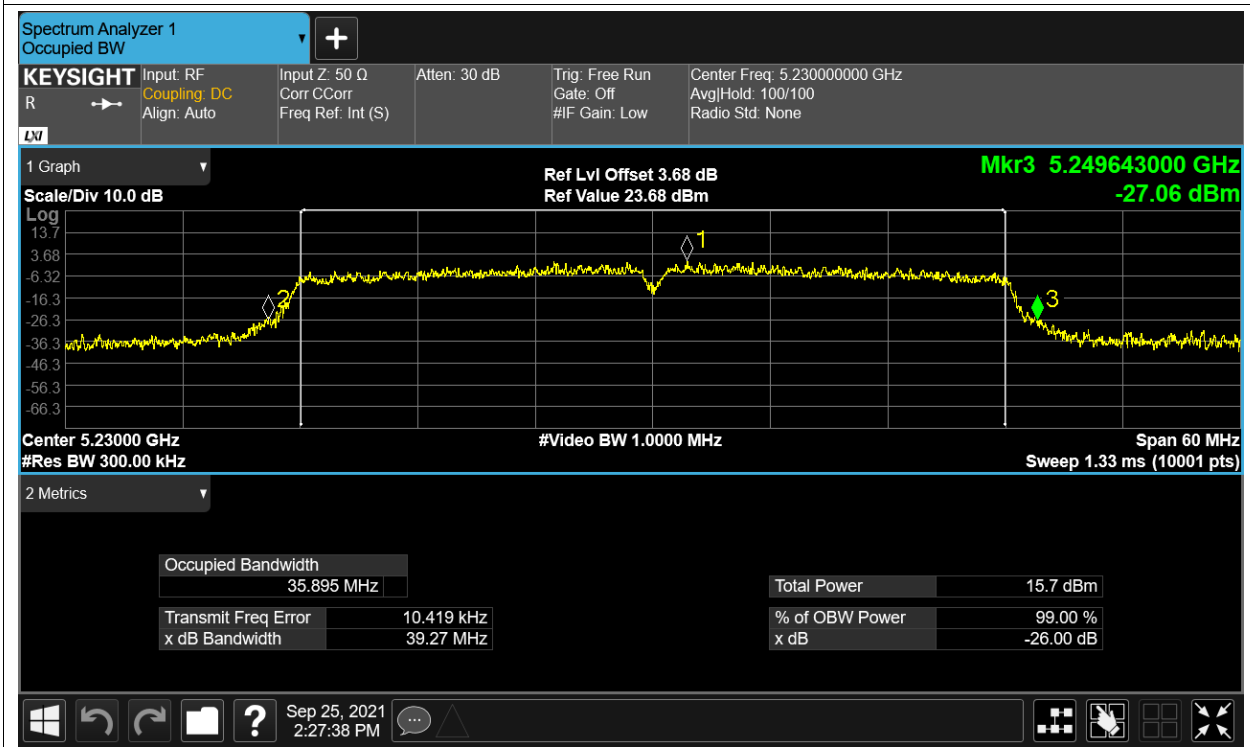 Spectrum Analyzer 1
Occupied BW
KEYSIGHT
R
LXI
Input: RF
Coupling: DC
Align: Auto
Input Z: 50 Ω
Corr CCorr
Freq Ref: Int (S)
Atten: 30 dB
Trig: Free Run
Gate: Off
#IF Gain: Low
Center Freq: 5.230000000 GHz
Avg|Hold: 100/100
Radio Std: None
1 Graph
Scale/Div 10.0 dB
Ref Lvl Offset 3.68 dB
Ref Value 23.68 dBm
Mkr3 5.249643000 GHz
-27.06 dBm
Log
13.7
3.68
-6.32
-16.3
-26.3
-36.3
-46.3
-56.3
-66.3
1
2
3
Center 5.23000 GHz
#Video BW 1.0000 MHz
Span 60 MHz
#Res BW 300.00 kHz
Sweep 1.33 ms (10001 pts)
2 Metrics
Occupied Bandwidth
35.895 MHz
Total Power 15.7 dBm
Transmit Freq Error 10.419 kHz
% of OBW Power 99.00 %
x dB Bandwidth 39.27 MHz
x dB -26.00 dB
?
Sep 25, 2021
2:27:38 PM